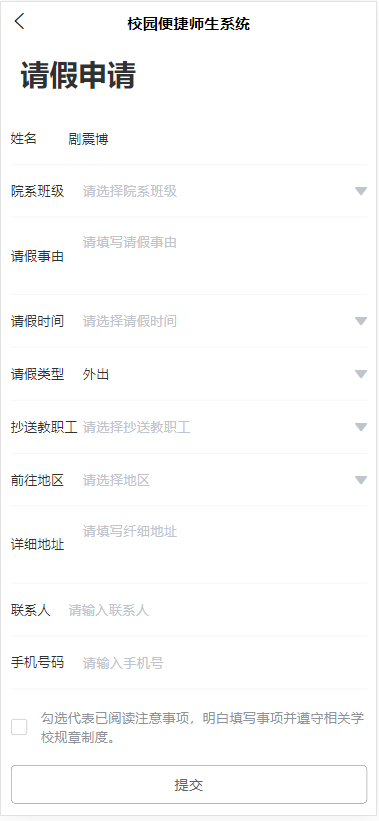 校园便捷师生系统
请假申请
姓名 剧震博
院系班级 请选择院系班级
请假事由 请填写请假事由
请假时间 请选择请假时间
请假类型 外出
抄送教职工 请选择抄送教职工
前往地区 请选择地区
详细地址 请填写纤细地址
联系人 请输入联系人
手机号码 请输入手机号
勾选代表已阅读注意事项，明白填写事项并遵守相关学
校规章制度。
提交